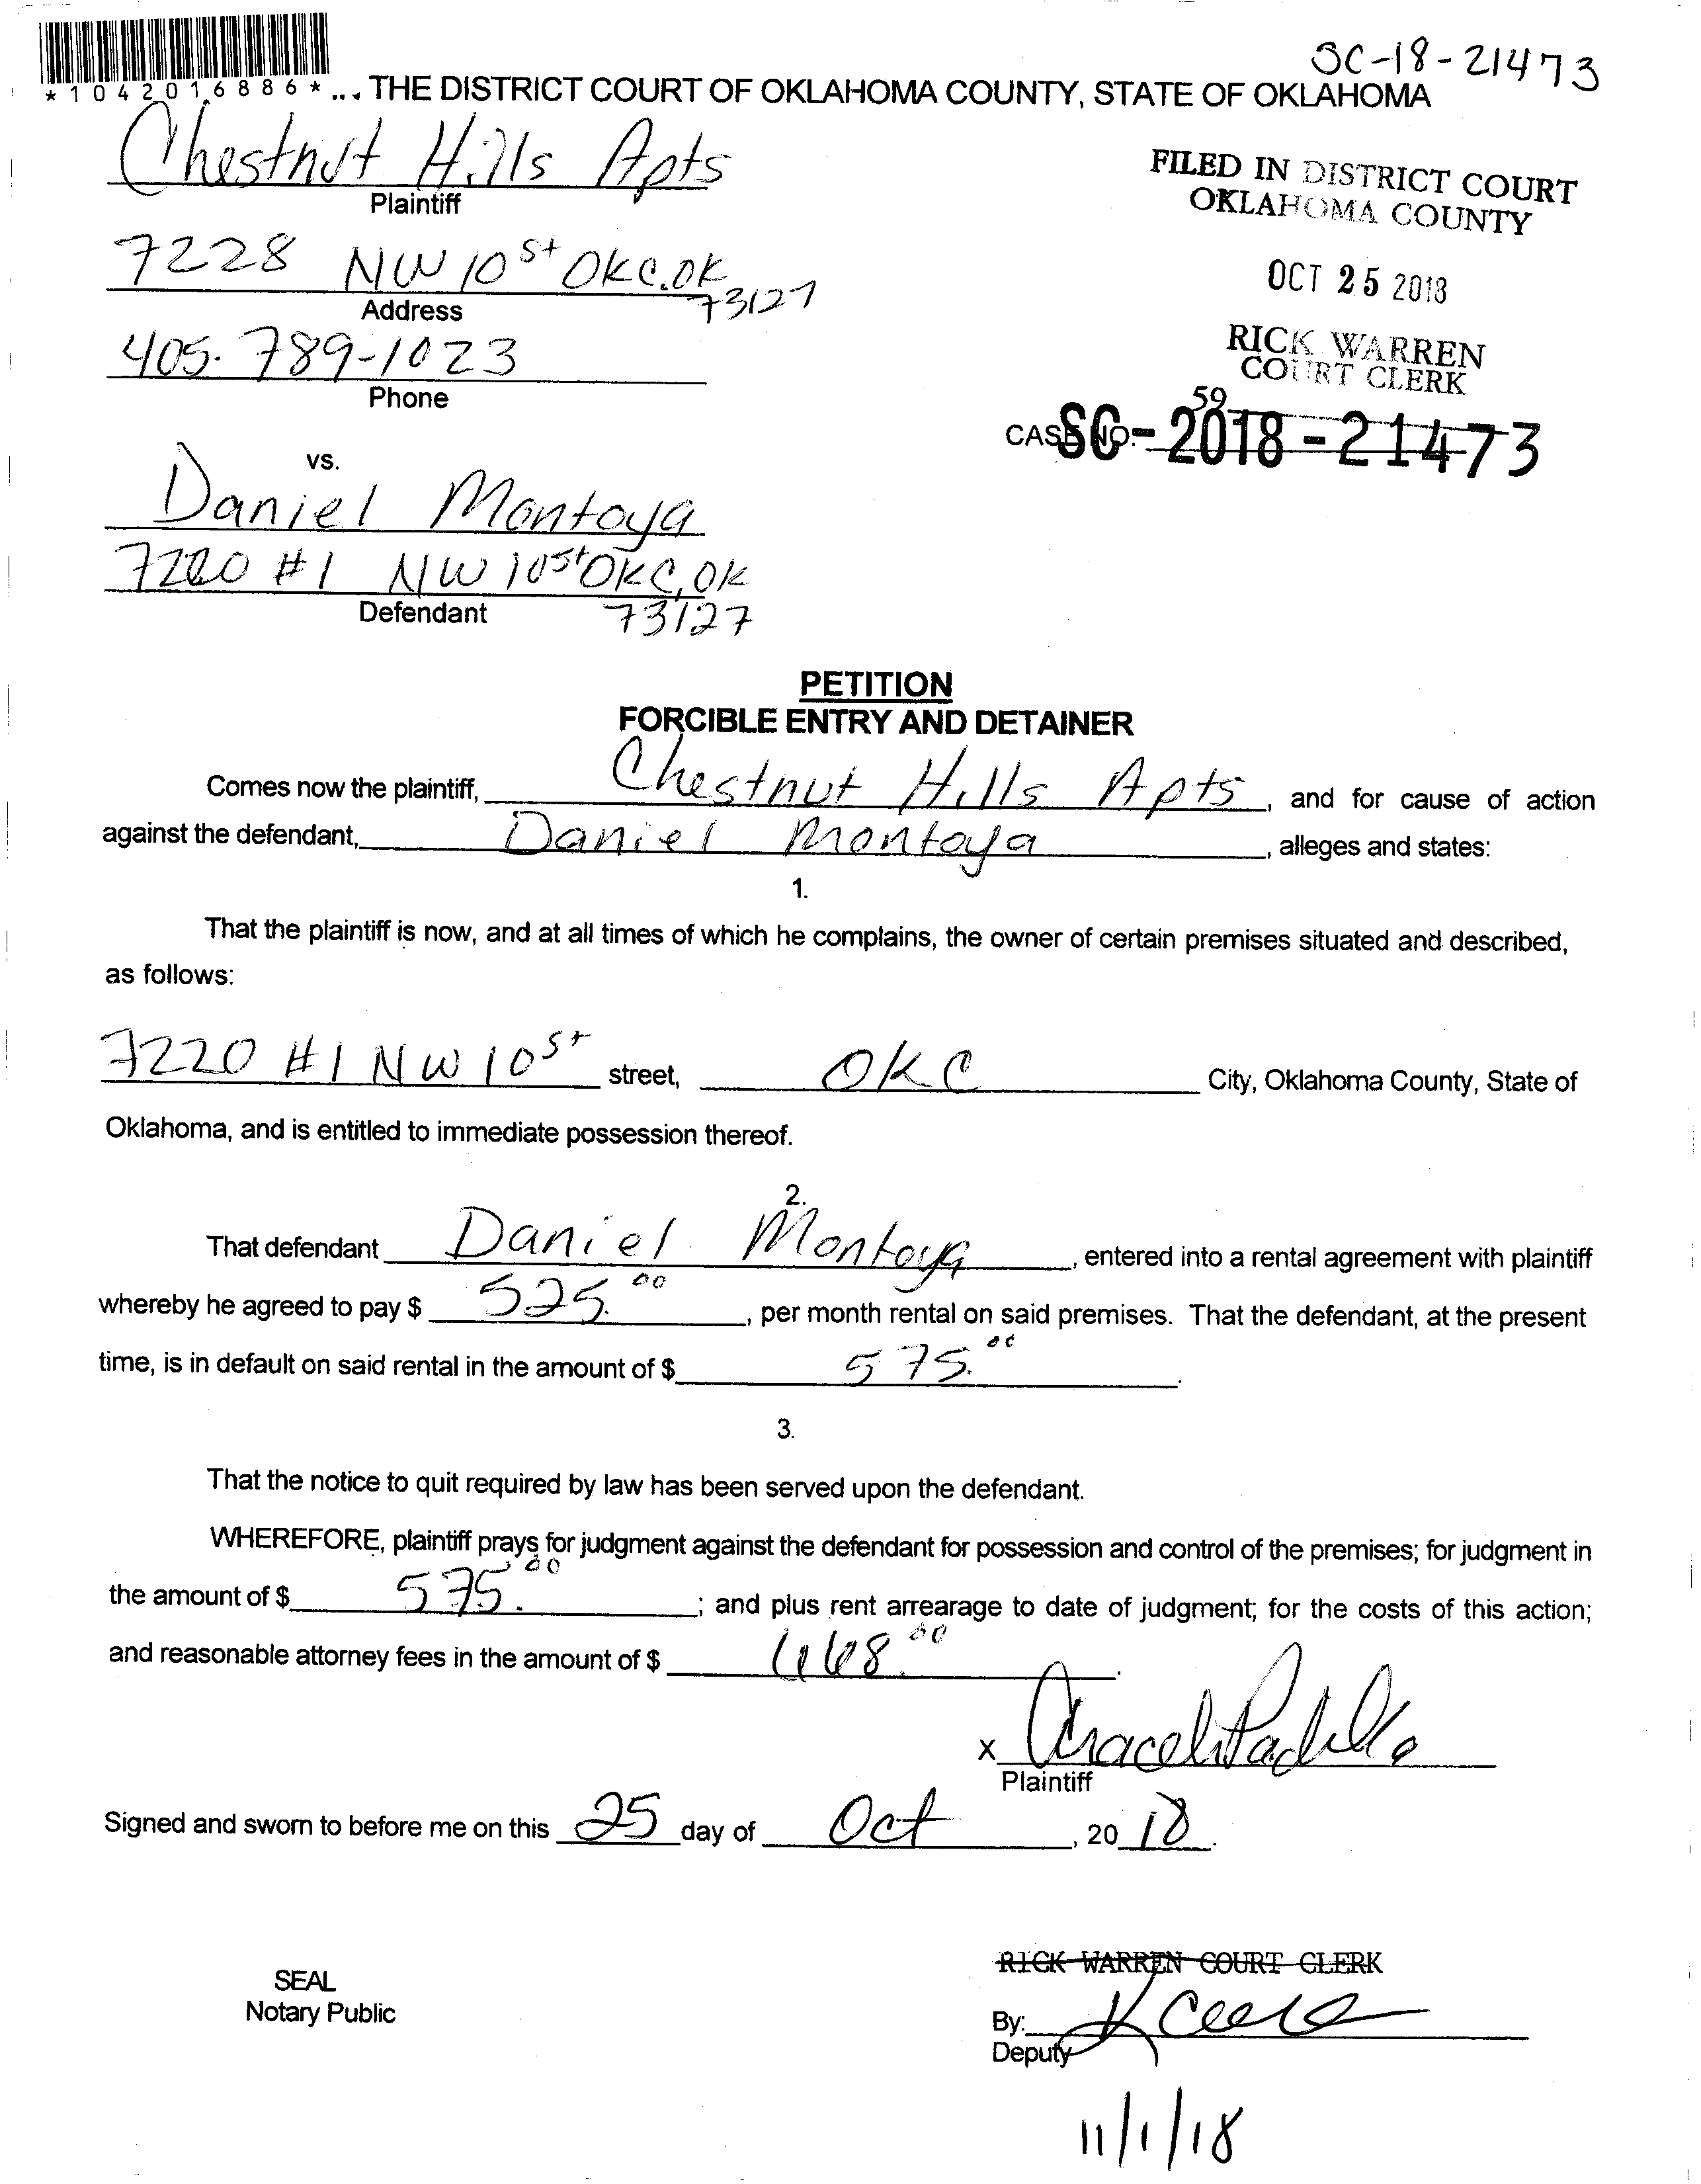 SC-18-21473
*1042016886*
THE DISTRICT COURT OF OKLAHOMA COUNTY, STATE OF OKLAHOMA
Chestnut Hills Apts
Plaintiff
FILED IN DISTRICT COURT
OKLAHOMA COUNTY
7228 NW 10 St OKC.OK
73127
Address
OCT 25 2018
405-789-1023
Phone
RICK WARREN
COURT CLERK
59
CASE NO. SC-2018-21473
vs.
Daniel Montoya
7220 #1 NW 10 St OKC, OK
Defendant 73127
PETITION
FORCIBLE ENTRY AND DETAINER
Comes now the plaintiff, Chestnut Hills Apts, and for cause of action
against the defendant, Daniel Montoya, alleges and states:
1.
That the plaintiff is now, and at all times of which he complains, the owner of certain premises situated and described,
as follows:
7220 #1 NW 10 St street, OKC City, Oklahoma County, State of
Oklahoma, and is entitled to immediate possession thereof.
2.
That defendant Daniel Montoya, entered into a rental agreement with plaintiff
whereby he agreed to pay $ 525.00, per month rental on said premises. That the defendant, at the present
time, is in default on said rental in the amount of $ 575.00.
3.
That the notice to quit required by law has been served upon the defendant.
WHEREFORE, plaintiff prays for judgment against the defendant for possession and control of the premises; for judgment in
the amount of $ 575.00; and plus rent arrearage to date of judgment; for the costs of this action;
and reasonable attorney fees in the amount of $
x Araceli Padilla
Plaintiff
Signed and sworn to before me on this 25 day of Oct, 2018.
RICK WARREN COURT CLERK
SEAL
Notary Public
By:
Deputy
11/1/18